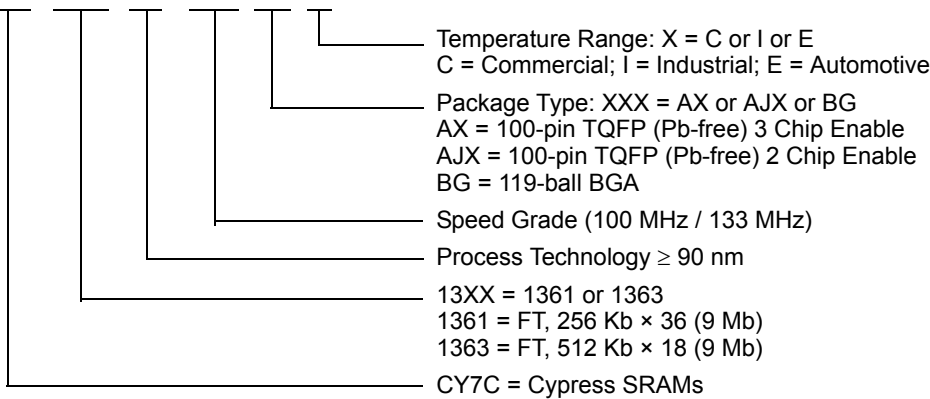 Temperature Range: X = C or I or E
C = Commercial; I = Industrial; E = Automotive
Package Type: XXX = AX or AJX or BG
AX = 100-pin TQFP (Pb-free) 3 Chip Enable
AJX = 100-pin TQFP (Pb-free) 2 Chip Enable
BG = 119-ball BGA
Speed Grade (100 MHz / 133 MHz)
Process Technology ≥ 90 nm
13XX = 1361 or 1363
1361 = FT, 256 Kb × 36 (9 Mb)
1363 = FT, 512 Kb × 18 (9 Mb)
CY7C = Cypress SRAMs